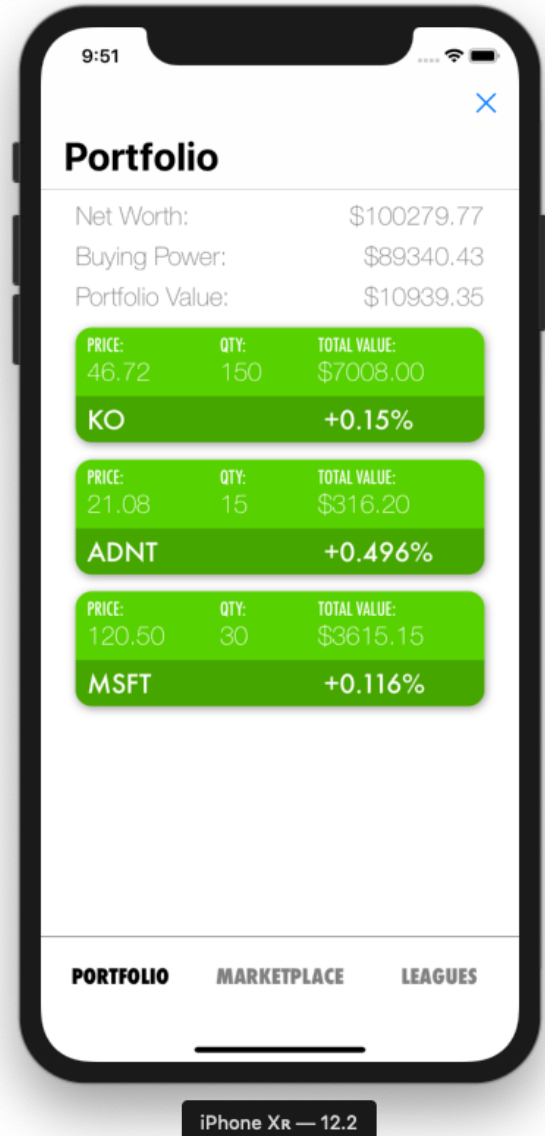 9:51
Portfolio
Net Worth: $100279.77
Buying Power: $89340.43
Portfolio Value: $10939.35
PRICE: QTY: TOTAL VALUE:
46.72 150 $7008.00
KO +0.15%
PRICE: QTY: TOTAL VALUE:
21.08 15 $316.20
ADNT +0.496%
PRICE: QTY: TOTAL VALUE:
120.50 30 $3615.15
MSFT +0.116%
PORTFOLIO MARKETPLACE LEAGUES
iPhone Xʀ — 12.2